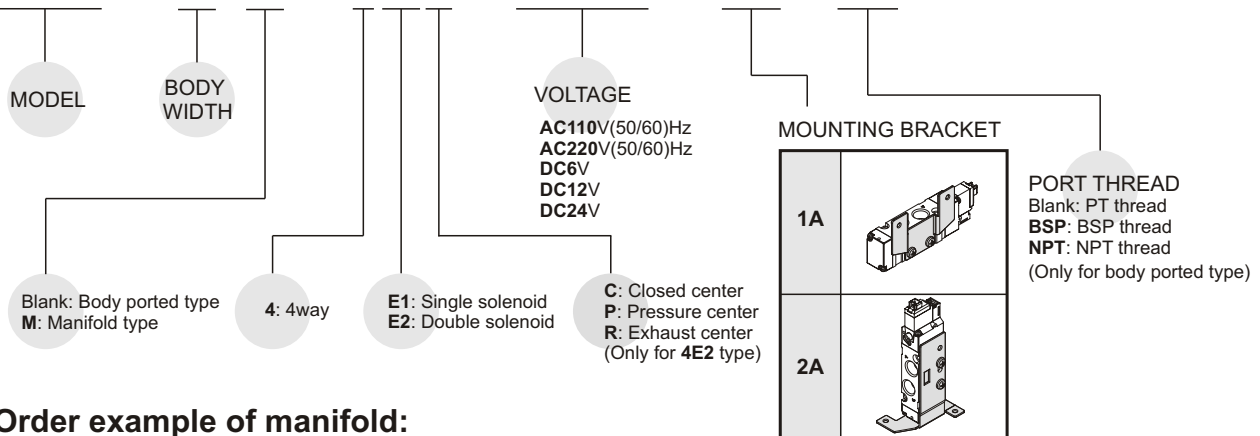 MODEL
BODY
WIDTH
VOLTAGE
AC110V(50/60)Hz
AC220V(50/60)Hz
DC6V
DC12V
DC24V
MOUNTING BRACKET
1A
2A
PORT THREAD
Blank: PT thread
BSP: BSP thread
NPT: NPT thread
(Only for body ported type)
Blank: Body ported type
M: Manifold type
4: 4way
E1: Single solenoid
E2: Double solenoid
C: Closed center
P: Pressure center
R: Exhaust center
(Only for 4E2 type)
Order example of manifold: